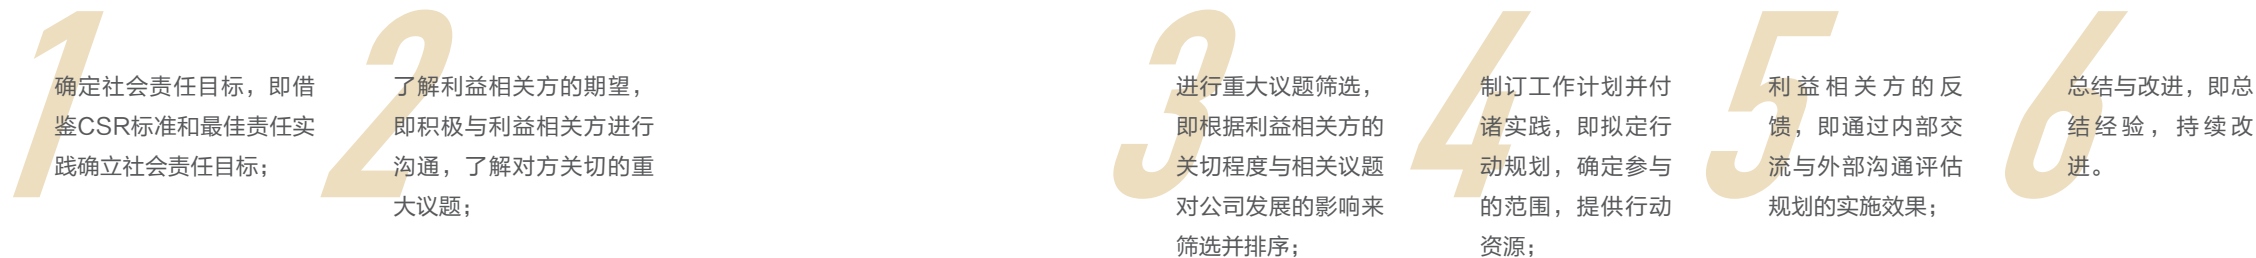 1
确定社会责任目标，即借
鉴CSR标准和最佳责任实
践确立社会责任目标；
2
了解利益相关方的期望，
即积极与利益相关方进行
沟通，了解对方关切的重
大议题；
3
进行重大议题筛选，
即根据利益相关方的
关切程度与相关议题
对公司发展的影响来
筛选并排序；
4
制订工作计划并付
诸实践，即拟定行
动规划，确定参与
的范围，提供行动
资源；
5
利益相关方的反
馈，即通过内部交
流与外部沟通评估
规划的实施效果；
6
总结与改进，即总
结经验，持续改
进。